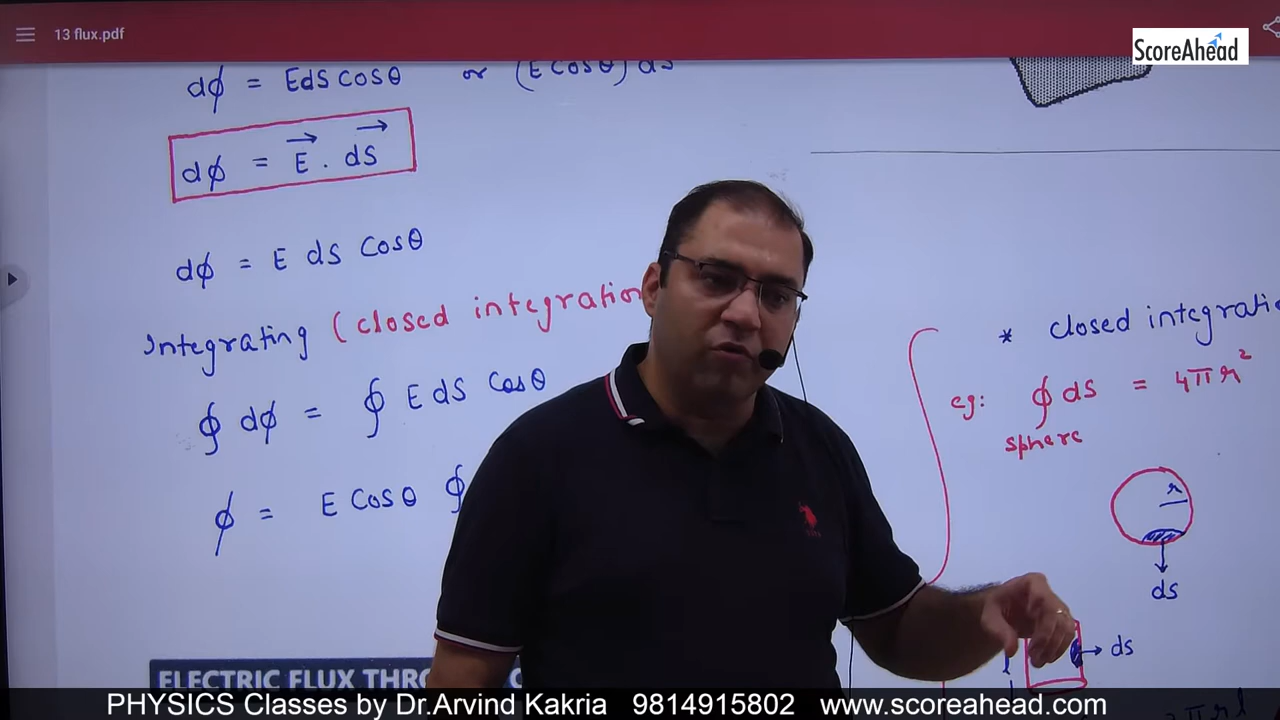 13 flux.pdf
ScoreAhead
dϕ = Eds cosθ or (E cosθ) ds
dϕ = E⃗ . dS⃗
dϕ = E ds Cosθ
Integrating (closed integration
∮ dϕ = ∮ E ds Cosθ
ϕ = E Cosθ ∮
* closed integratio
eg: ∮ ds = 4πr²
sphere
r
ds
ds
ELECTRIC FLUX THRO
PHYSICS Classes by Dr.Arvind Kakria 9814915802 www.scoreahead.com